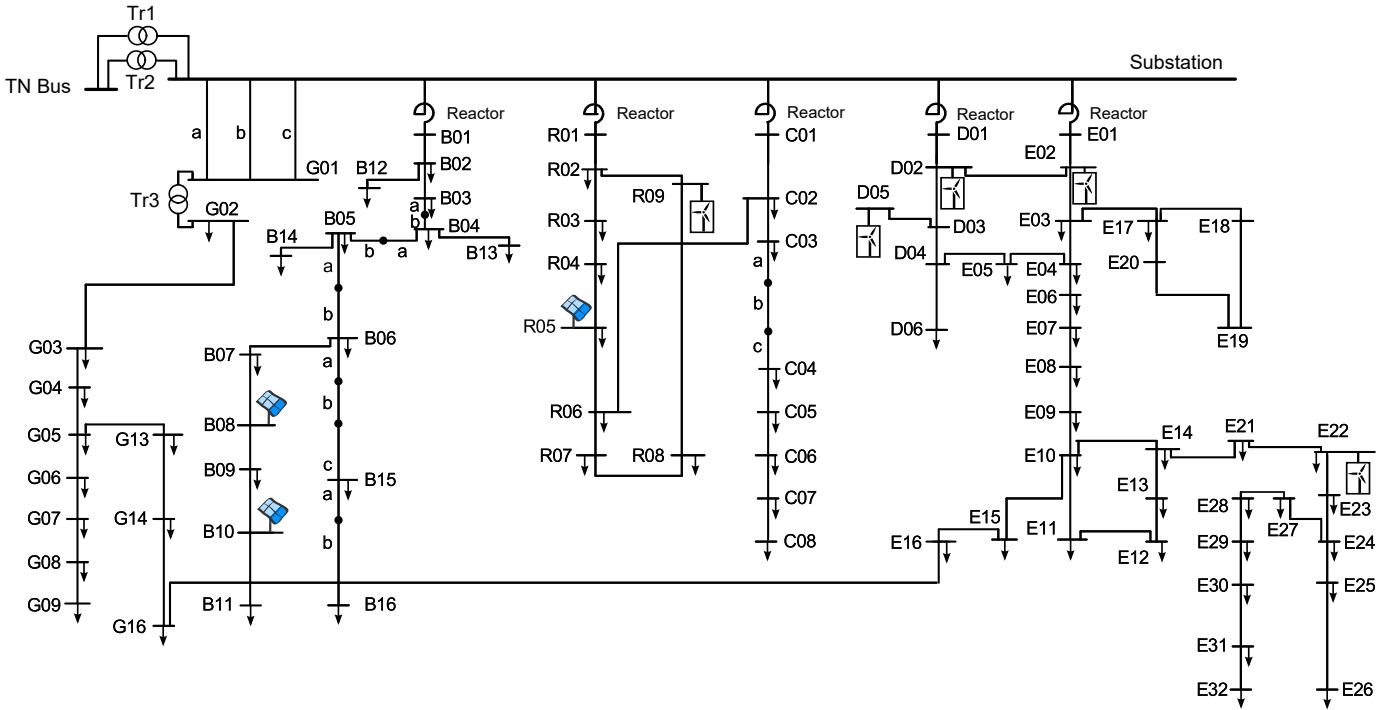 Tr1
Substation
TN Bus
Tr2
Reactor
Reactor
Reactor
Reactor
a
b
c
B01
R01
C01
D01
E01
G01
B12
B02
R02
D02
E02
Tr3
R09
D05
C02
G02
B03
a
B05
b
B04
R03
D03
E03
E17
E18
B14
b
a
B13
C03
D04
E05
E04
E20
a
R04
a
E06
b
b
R05
D06
E07
E19
G03
B07
B06
c
a
C04
E08
G04
b
B08
R06
C05
E09
G05
G13
E14
E21
E22
c
R07
R08
C06
E10
G06
B09
B15
a
E13
E28
E23
C07
E27
G07
G14
B10
b
E15
E11
E16
C08
E12
E29
E24
G08
E30
E25
G09
B11
B16
G16
E31
E32
E26